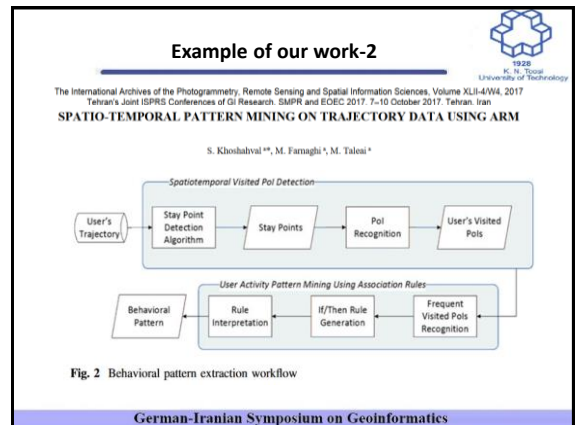 Example of our work-2
1928
K. N. Toosi
University of Technology
The International Archives of the Photogrammetry, Remote Sensing and Spatial Information Sciences, Volume XLII-4/W4, 2017
Tehran's Joint ISPRS Conferences of GI Research, SMPR and EOEC 2017, 7–10 October 2017, Tehran, Iran
SPATIO-TEMPORAL PATTERN MINING ON TRAJECTORY DATA USING ARM
S. Khoshahval a*, M. Farnaghi a, M. Taleai a
Spatiotemporal Visited PoI Detection
User's
Trajectory
Stay Point
Detection
Algorithm
Stay Points
PoI
Recognition
User's Visited
PoIs
User Activity Pattern Mining Using Association Rules
Behavioral
Pattern
Rule
Interpretation
If/Then Rule
Generation
Frequent
Visited PoIs
Recognition
Fig. 2 Behavioral pattern extraction workflow
German-Iranian Symposium on Geoinformatics